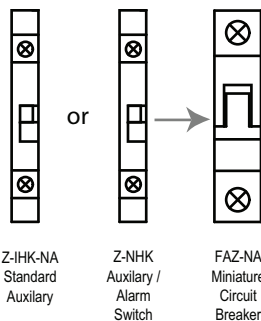 or
Z-IHK-NA
Standard
Auxilary
Z-NHK
Auxilary /
Alarm
Switch
FAZ-NA
Miniature
Circuit
Breaker